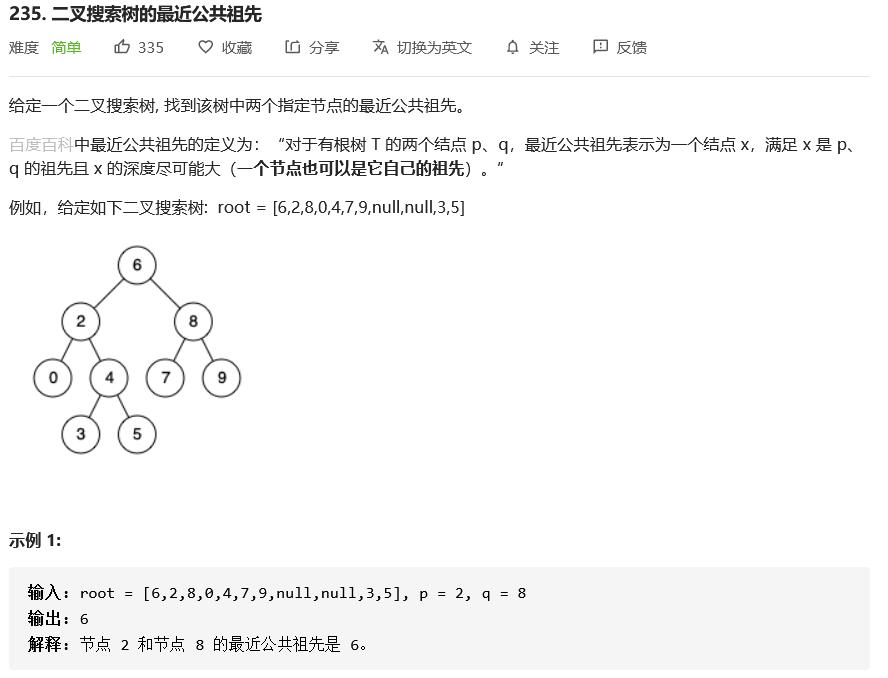 235. 二叉搜索树的最近公共祖先
难度 简单 335 收藏 分享 切换为英文 关注 反馈
给定一个二叉搜索树, 找到该树中两个指定节点的最近公共祖先。
百度百科中最近公共祖先的定义为：“对于有根树 T 的两个结点 p、q，最近公共祖先表示为一个结点 x，满足 x 是 p、
q 的祖先且 x 的深度尽可能大（一个节点也可以是它自己的祖先）。”
例如，给定如下二叉搜索树: root = [6,2,8,0,4,7,9,null,null,3,5]
6
2 8
0 4 7 9
3 5
示例 1:
输入: root = [6,2,8,0,4,7,9,null,null,3,5], p = 2, q = 8
输出: 6
解释: 节点 2 和节点 8 的最近公共祖先是 6。